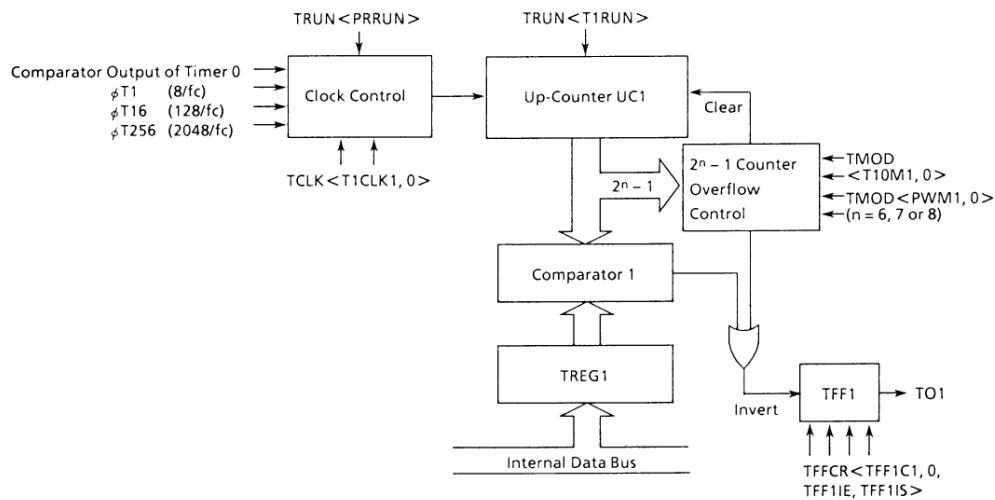 TRUN<PRRUN>
TRUN<T1RUN>
Comparator Output of Timer 0
φT1 (8/fc)
φT16 (128/fc)
φT256 (2048/fc)
Clock Control
Up-Counter UC1
Clear
TCLK<T1CLK1, 0>
2ⁿ – 1
2ⁿ – 1 Counter
Overflow
Control
TMOD
<T10M1, 0>
TMOD<PWM1, 0>
(n = 6, 7 or 8)
Comparator 1
TREG1
Invert
TFF1
TO1
Internal Data Bus
TFFCR<TFF1C1, 0,
TFF1IE, TFF1IS>